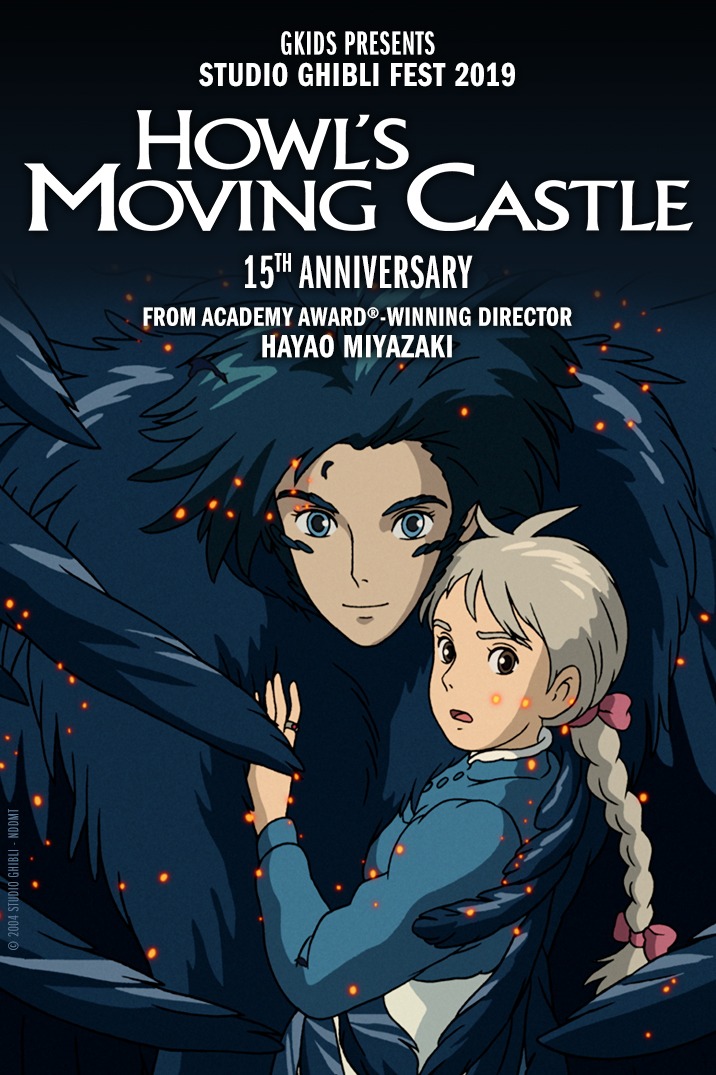 GKIDS PRESENTS
STUDIO GHIBLI FEST 2019
HOWL'S
MOVING CASTLE
15TH ANNIVERSARY
FROM ACADEMY AWARD®-WINNING DIRECTOR
HAYAO MIYAZAKI
© 2004 STUDIO GHIBLI - NDDMT